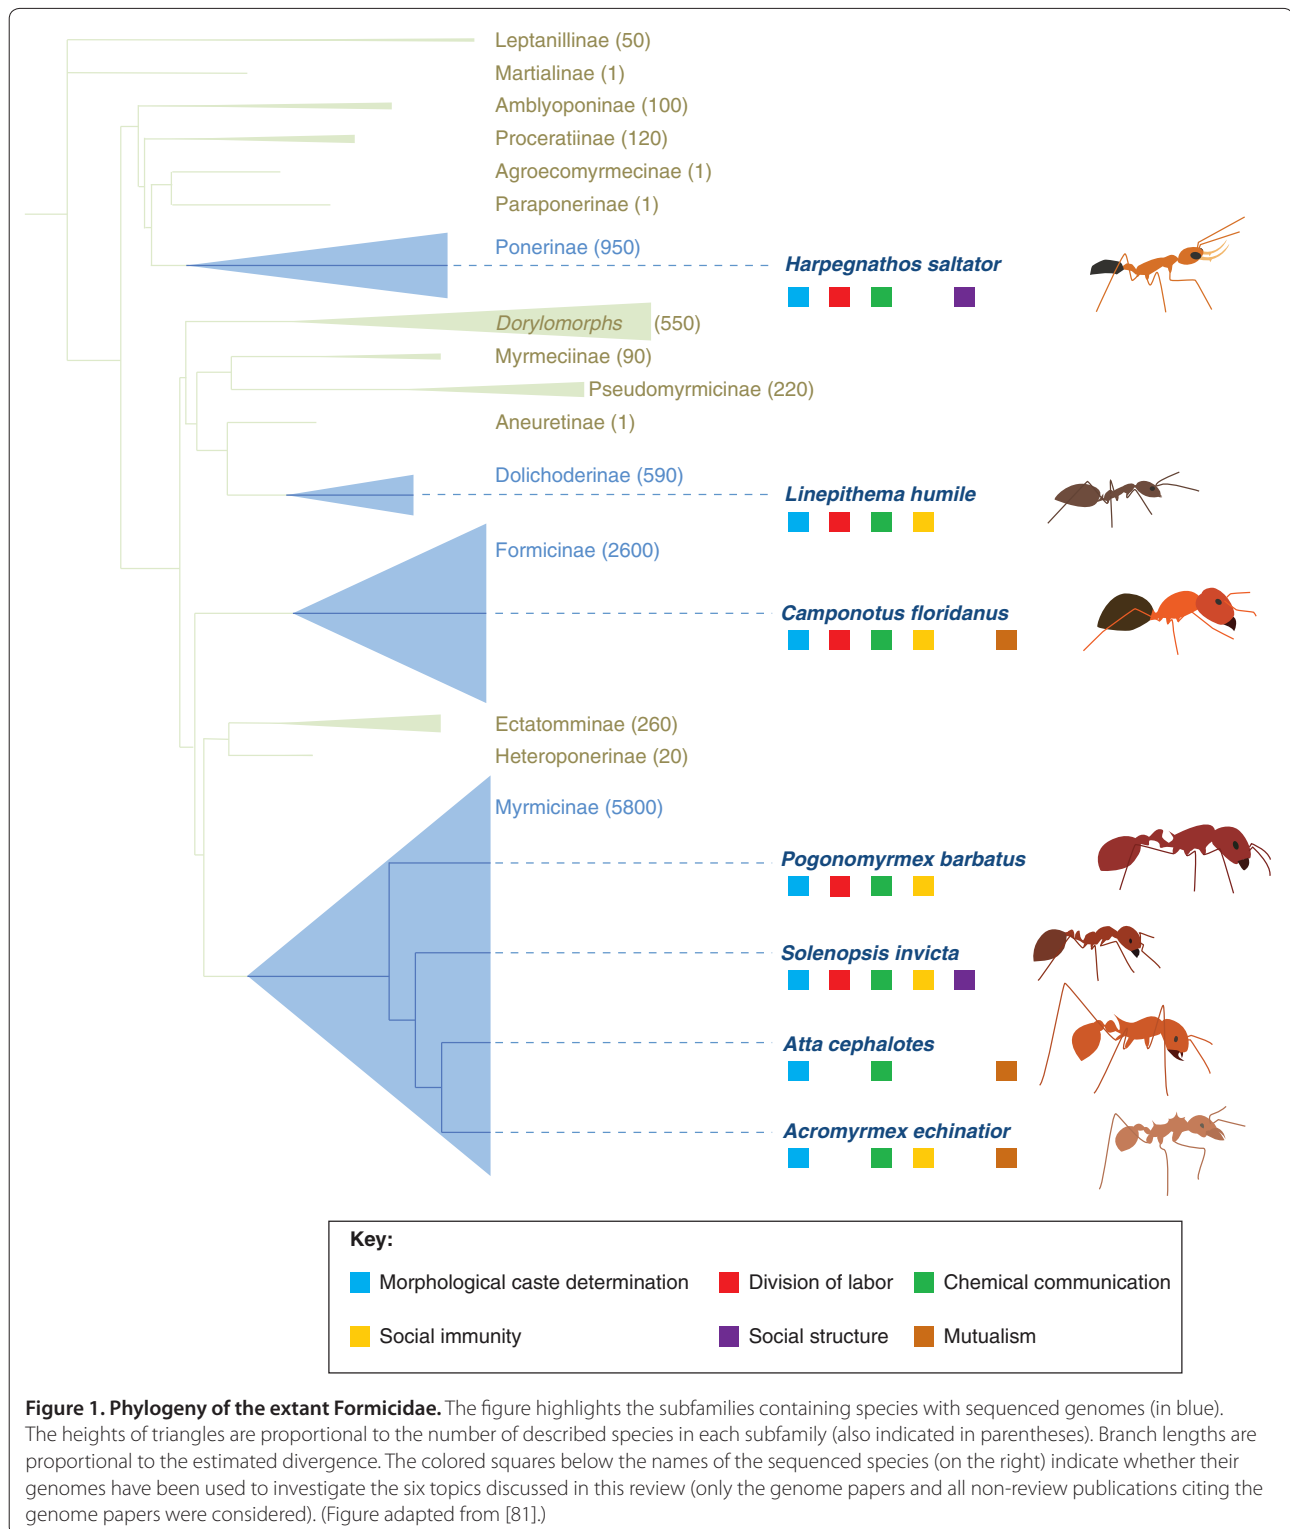 Leptanillinae (50)
Martialinae (1)
Amblyoponinae (100)
Proceratiinae (120)
Agroecomyrmecinae (1)
Paraponerinae (1)
Ponerinae (950)
Harpegnathos saltator
Dorylomorphs (550)
Myrmeciinae (90)
Pseudomyrmicinae (220)
Aneuretinae (1)
Dolichoderinae (590)
Linepithema humile
Formicinae (2600)
Camponotus floridanus
Ectatomminae (260)
Heteroponerinae (20)
Myrmicinae (5800)
Pogonomyrmex barbatus
Solenopsis invicta
Atta cephalotes
Acromyrmex echinatior
Key:
Morphological caste determination Division of labor Chemical communication
Social immunity Social structure Mutualism
Figure 1. Phylogeny of the extant Formicidae. The figure highlights the subfamilies containing species with sequenced genomes (in blue).
The heights of triangles are proportional to the number of described species in each subfamily (also indicated in parentheses). Branch lengths are
proportional to the estimated divergence. The colored squares below the names of the sequenced species (on the right) indicate whether their
genomes have been used to investigate the six topics discussed in this review (only the genome papers and all non-review publications citing the
genome papers were considered). (Figure adapted from [81].)